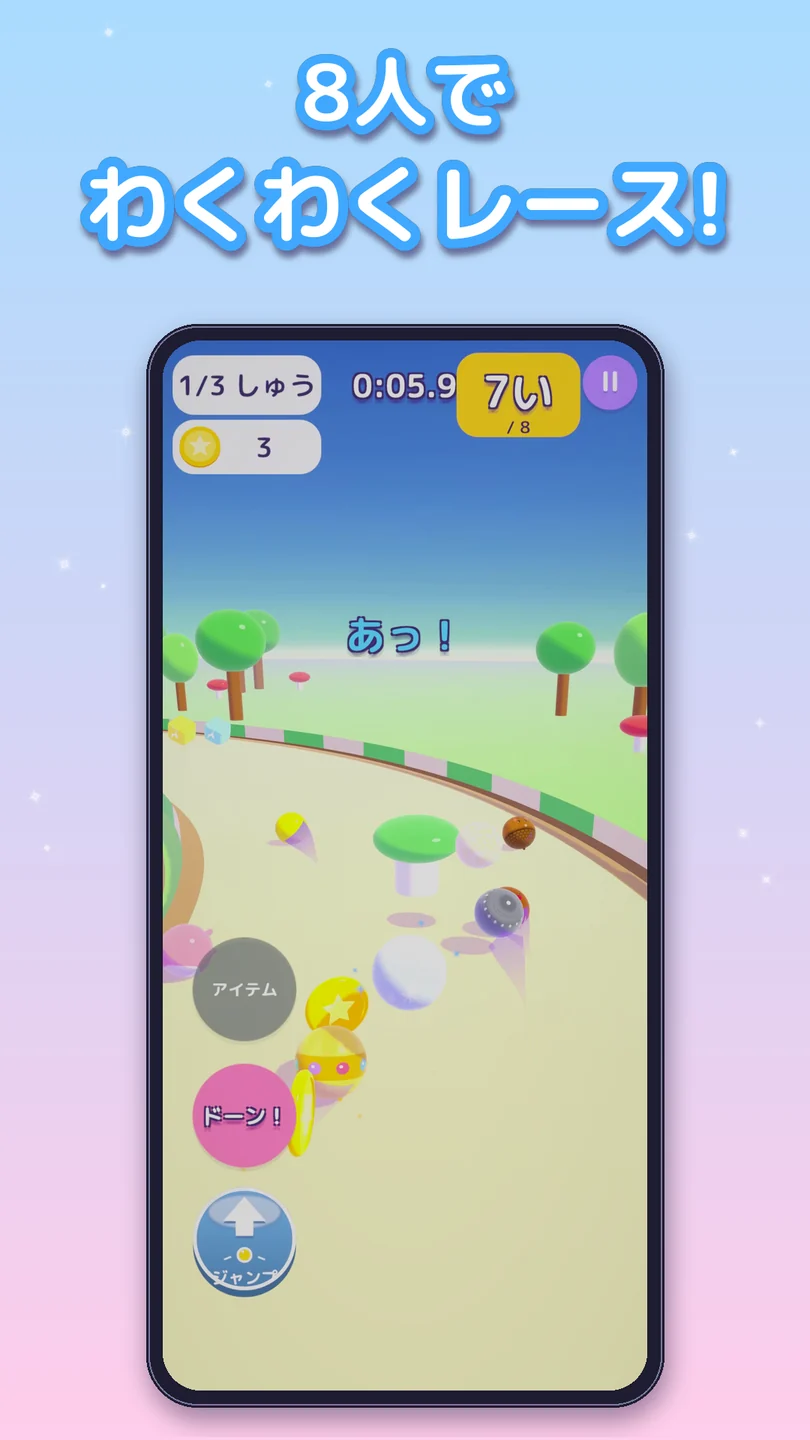 8人で
わくわくレース!
1/3 しゅう
0:05.9
7い
/ 8
3
あっ！
アイテム
ドーン！
ジャンプ